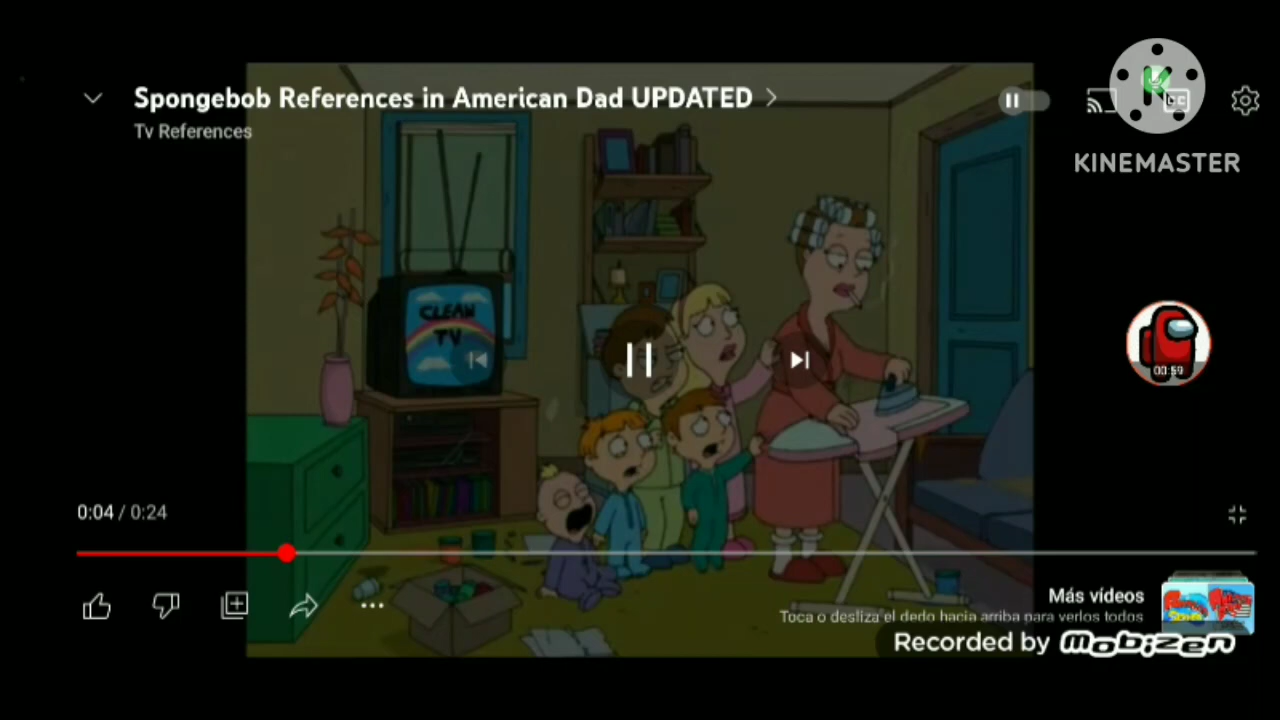 Spongebob References in American Dad UPDATED
Tv References
CC
KINEMASTER
CLEAN
TV
00:59
0:04 / 0:24
Más vídeos
Toca o desliza el dedo hacia arriba para verlos todos
Recorded by mobizen